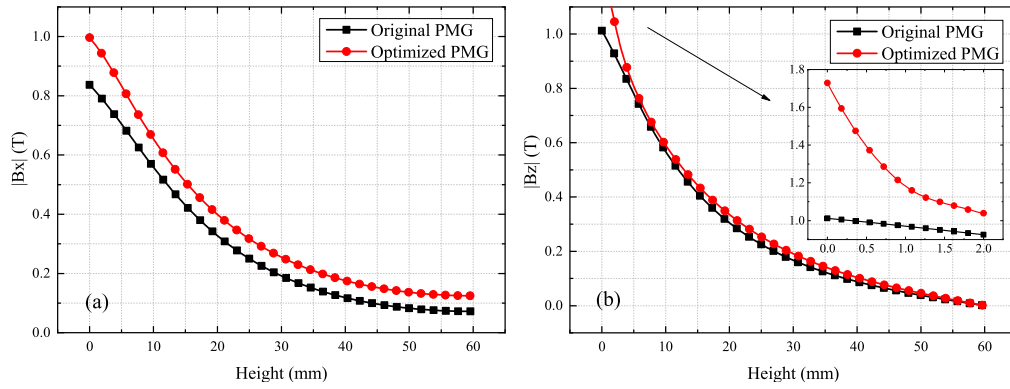 Original PMG
Optimized PMG
|Bx| (T)
1.0
0.8
0.6
0.4
0.2
0.0
(a)
0 10 20 30 40 50 60
Height (mm)
Original PMG
Optimized PMG
|Bz| (T)
1.0
0.8
0.6
0.4
0.2
0.0
(b)
1.8
1.6
1.4
1.2
1.0
0.0 0.5 1.0 1.5 2.0
0 10 20 30 40 50 60
Height (mm)